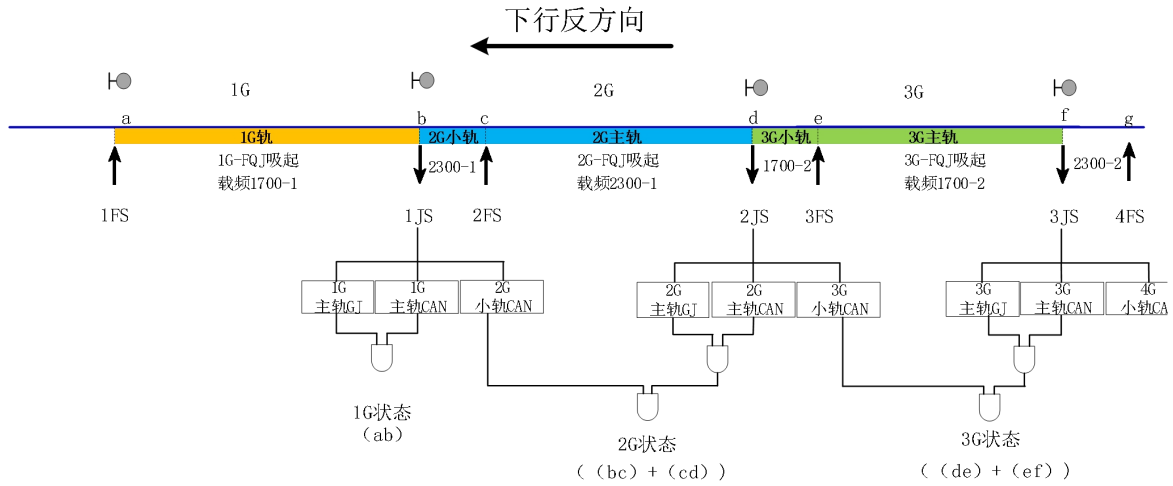 下行反方向
1G
2G
3G
a
b
c
d
e
f
g
1G轨
2G小轨
2G主轨
3G小轨
3G主轨
1G-FQJ吸起
载频1700-1
2300-1
2G-FQJ吸起
载频2300-1
1700-2
3G-FQJ吸起
载频1700-2
2300-2
1FS
1JS
2FS
2JS
3FS
3JS
4FS
1G
主轨GJ
1G
主轨CAN
2G
小轨CAN
2G
主轨GJ
2G
主轨CAN
3G
小轨CAN
3G
主轨GJ
3G
主轨CAN
4G
小轨CA
1G状态
(ab)
2G状态
((bc)+(cd))
3G状态
((de)+(ef))